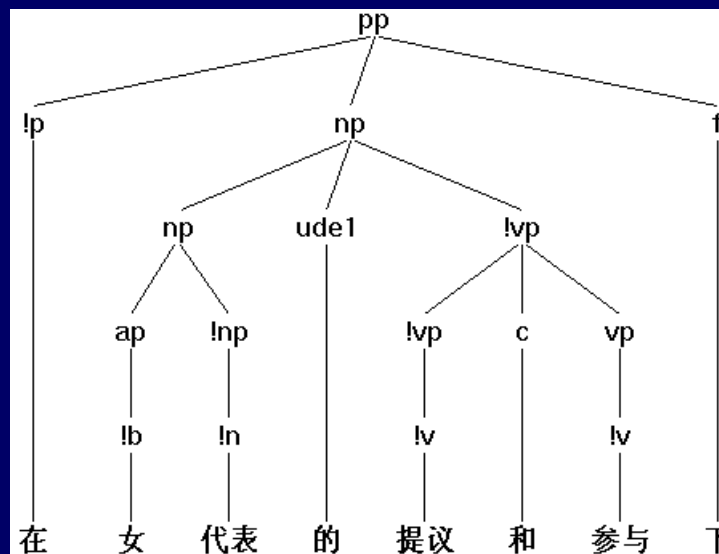 pp
!p np f
np ude1 !vp
ap !np !vp c vp
!b !n !v !v
在 女 代表 的 提议 和 参与 下